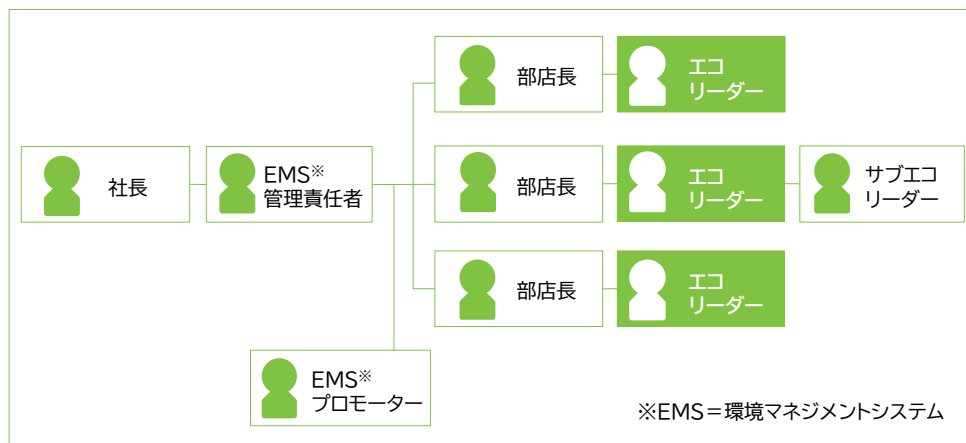 部店長
エコ
リーダー
社長
EMS※
管理責任者
部店長
エコ
リーダー
サブエコ
リーダー
部店長
エコ
リーダー
EMS※
プロモーター
※EMS=環境マネジメントシステム